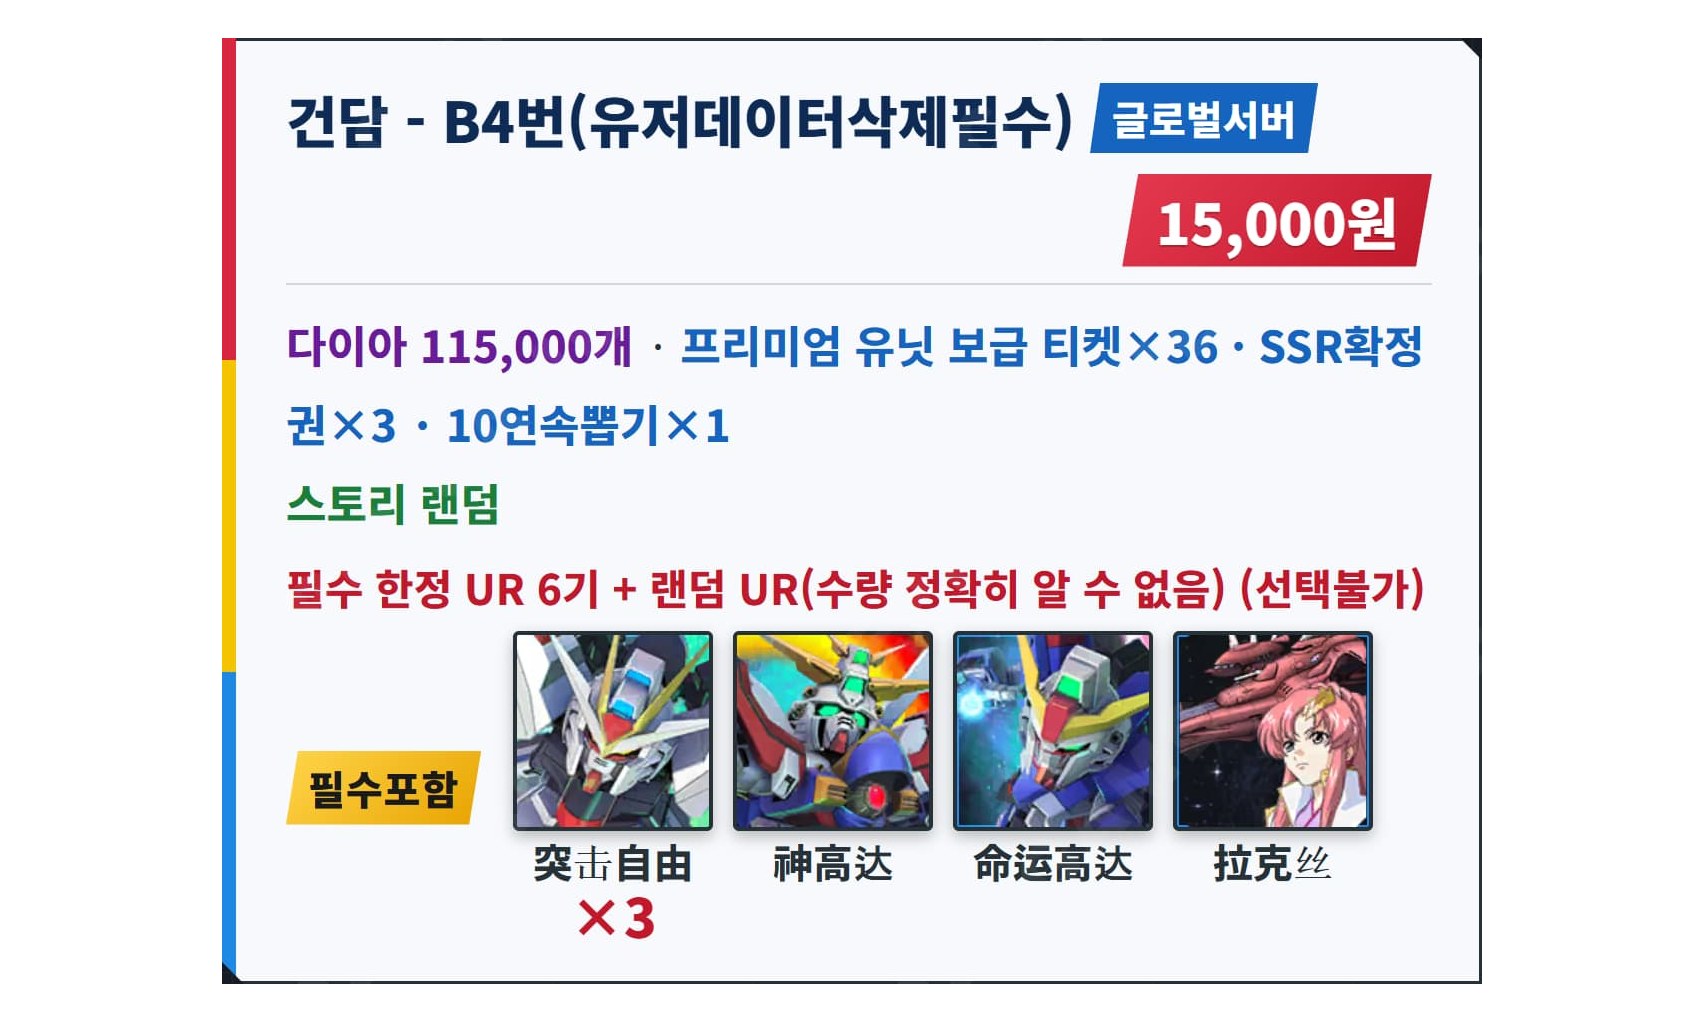 건담 - B4번(유저데이터삭제필수) 글로벌서버
15,000원
다이아 115,000개 · 프리미엄 유닛 보급 티켓×36 · SSR확정
권×3 · 10연속뽑기×1
스토리 랜덤
필수 한정 UR 6기 + 랜덤 UR(수량 정확히 알 수 없음) (선택불가)
필수포함
突击自由
×3
神高达
命运高达
拉克丝